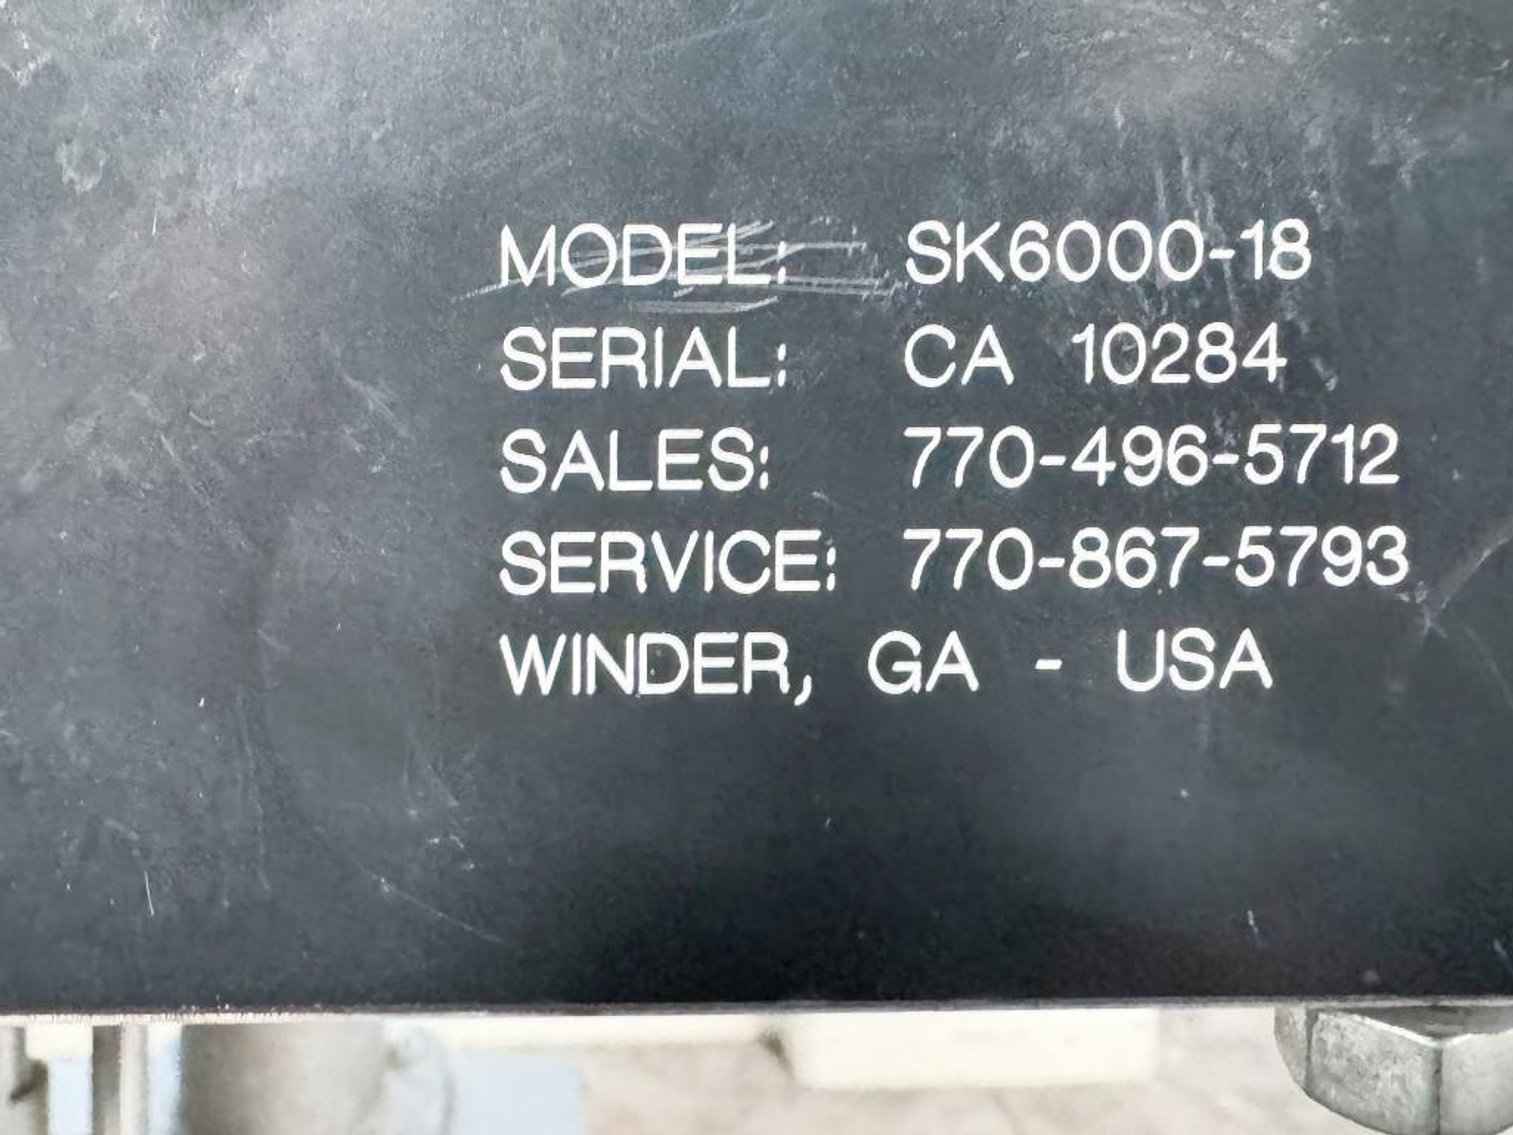 MODEL: SK6000-18
SERIAL: CA 10284
SALES: 770-496-5712
SERVICE: 770-867-5793
WINDER, GA - USA